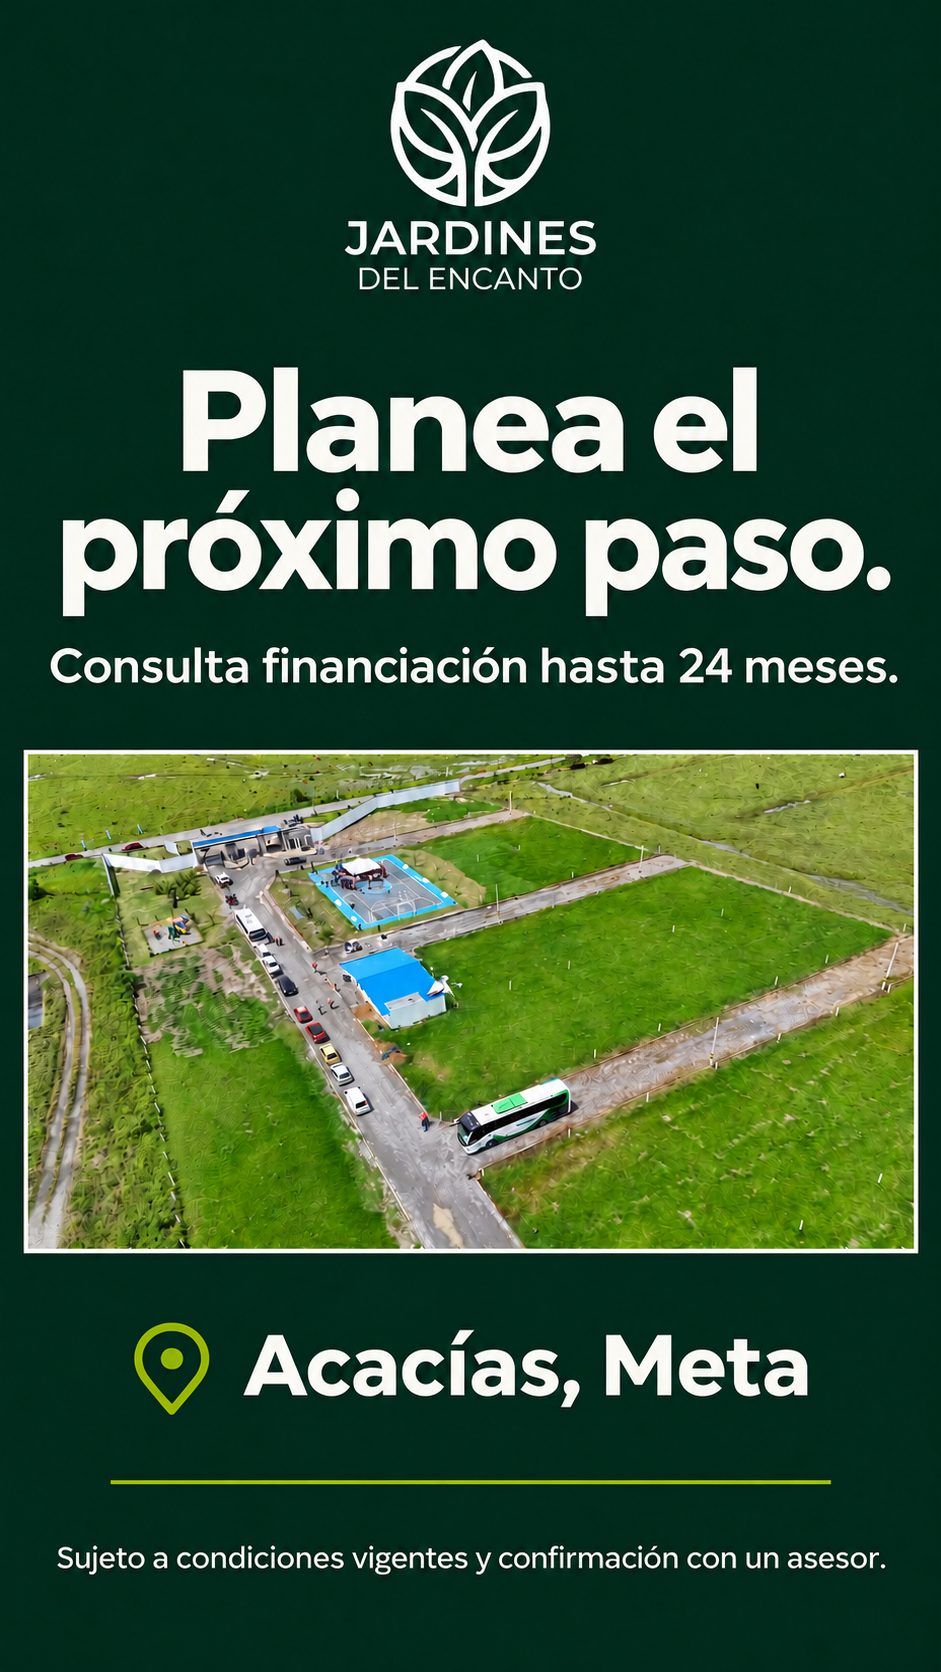 JARDINES
DEL ENCANTO
Planea el
próximo paso.
Consulta financiación hasta 24 meses.
Acacías, Meta
Sujeto a condiciones vigentes y confirmación con un asesor.